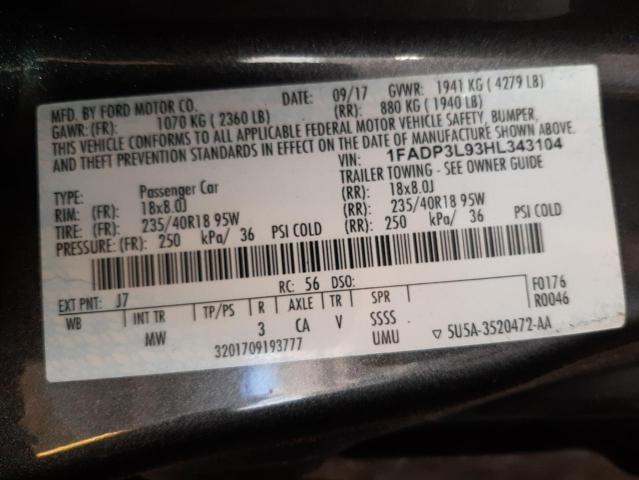 MFD. BY FORD MOTOR CO. DATE: 09/17 GVWR: 1941 KG ( 4279 LB)
GAWR: (FR): 1070 KG ( 2360 LB) (RR): 880 KG ( 1940 LB)
THIS VEHICLE CONFORMS TO ALL APPLICABLE FEDERAL MOTOR VEHICLE SAFETY, BUMPER,
AND THEFT PREVENTION STANDARDS IN EFFECT ON THE DATE OF MANUFACTURE SHOWN ABOVE.
VIN: 1FADP3L93HL343104
TYPE: Passenger Car TRAILER TOWING - SEE OWNER GUIDE
RIM: (FR): 18x8.0J (RR): 18x8.0J
TIRE: (FR): 235/40R18 95W (RR): 235/40R18 95W
PRESSURE: (FR): 250 kPa/ 36 PSI COLD (RR): 250 kPa/ 36 PSI COLD
EXT PNT: J7 RC: 56 DSO: F0176
WB INT TR TP/PS R AXLE TR SPR R0046
MW 3 CA V SSSS
3201709193777 UMU ▽ 5U5A-3520472-AA